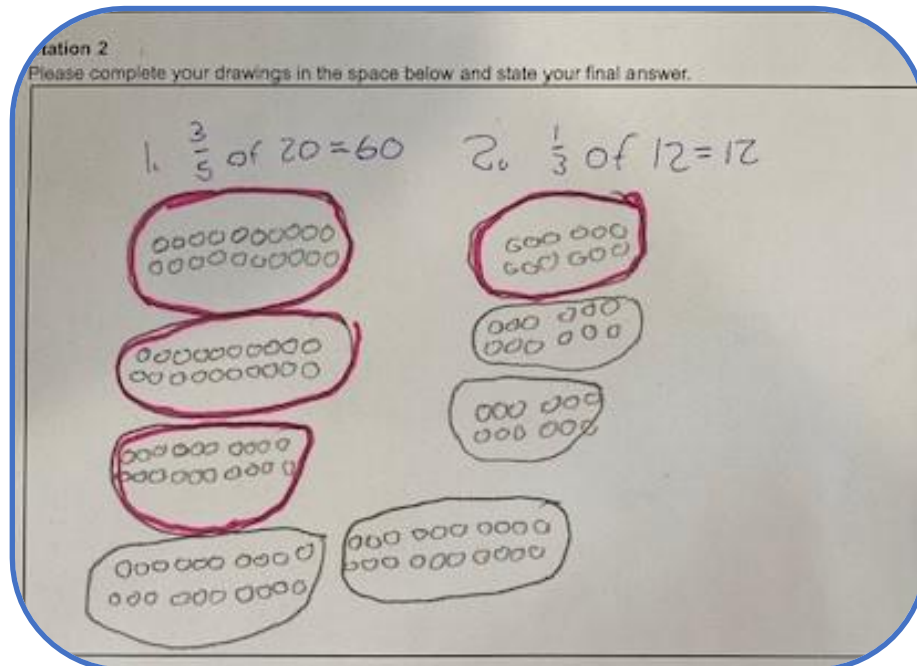 tation 2
Please complete your drawings in the space below and state your final answer.
1. 3/5 of 20=60
2. 1/3 of 12=12